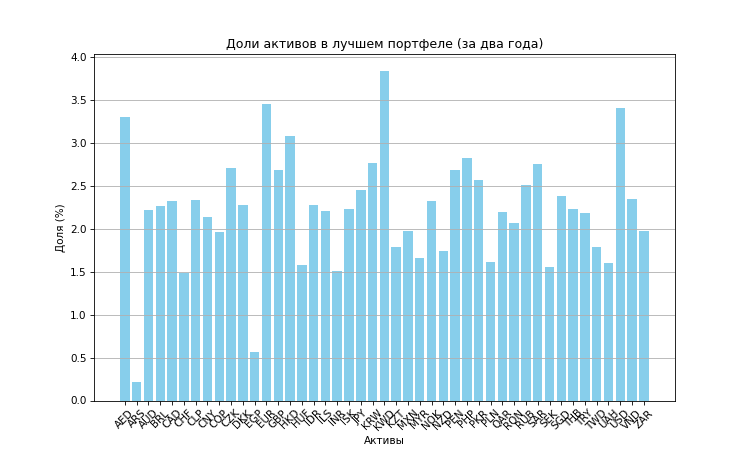 Доли активов в лучшем портфеле (за два года)
4.0
3.5
3.0
2.5
2.0
1.5
1.0
0.5
0.0
Доля (%)
AED
ARS
AUD
BRL
CAD
CHF
CLP
CNY
COP
CZK
DKK
EGP
EUR
GBP
HKD
HUF
IDR
ILS
INR
ISK
JPY
KRW
KWD
KZT
MXN
MYR
NOK
NZD
PEN
PHP
PKR
PLN
QAR
RON
RUB
SAR
SEK
SGD
THB
TRY
TWD
UAH
USD
VND
ZAR
Активы